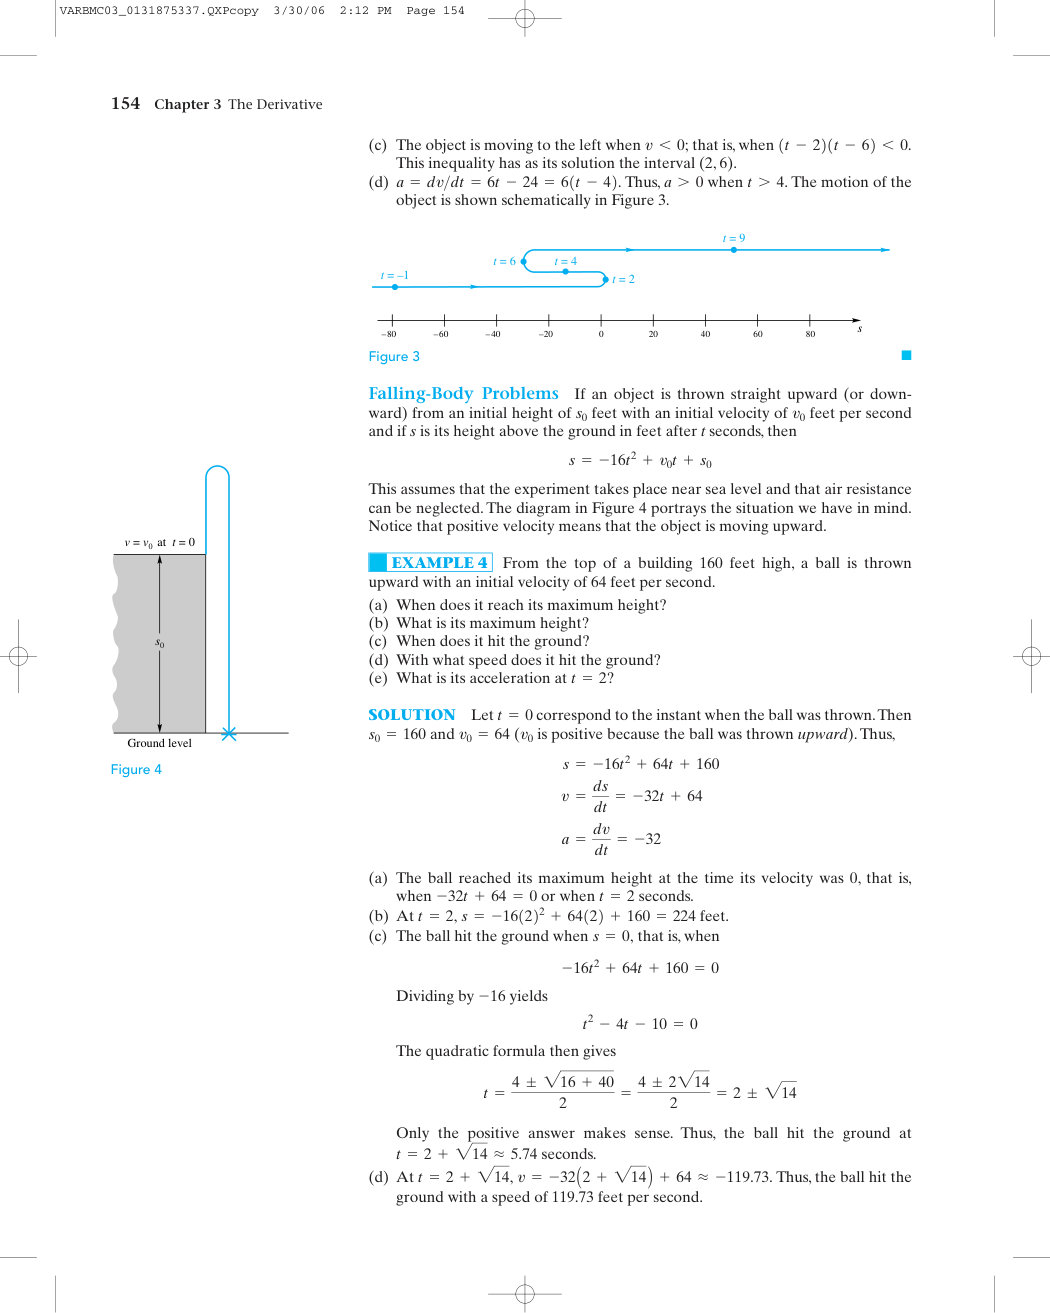 VARBMC03_0131875337.QXPcopy 3/30/06 2:12 PM Page 154
154 Chapter 3 The Derivative
(c) The object is moving to the left when v < 0; that is, when (t − 2)(t − 6) < 0.
This inequality has as its solution the interval (2, 6).
(d) a = dv/dt = 6t − 24 = 6(t − 4). Thus, a > 0 when t > 4. The motion of the
object is shown schematically in Figure 3.
t = 9
t = 6 t = 4
t = −1
t = 2
−80 −60 −40 −20 0 20 40 60 80 s
Figure 3
Falling-Body Problems If an object is thrown straight upward (or down-
ward) from an initial height of s₀ feet with an initial velocity of v₀ feet per second
and if s is its height above the ground in feet after t seconds, then
s = −16t² + v₀t + s₀
This assumes that the experiment takes place near sea level and that air resistance
can be neglected. The diagram in Figure 4 portrays the situation we have in mind.
Notice that positive velocity means that the object is moving upward.
v = v₀ at t = 0
s₀
Ground level
Figure 4
EXAMPLE 4 From the top of a building 160 feet high, a ball is thrown
upward with an initial velocity of 64 feet per second.
(a) When does it reach its maximum height?
(b) What is its maximum height?
(c) When does it hit the ground?
(d) With what speed does it hit the ground?
(e) What is its acceleration at t = 2?
SOLUTION Let t = 0 correspond to the instant when the ball was thrown. Then
s₀ = 160 and v₀ = 64 (v₀ is positive because the ball was thrown upward). Thus,
s = −16t² + 64t + 160
v = ds/dt = −32t + 64
a = dv/dt = −32
(a) The ball reached its maximum height at the time its velocity was 0, that is,
when −32t + 64 = 0 or when t = 2 seconds.
(b) At t = 2, s = −16(2)² + 64(2) + 160 = 224 feet.
(c) The ball hit the ground when s = 0, that is, when
−16t² + 64t + 160 = 0
Dividing by −16 yields
t² − 4t − 10 = 0
The quadratic formula then gives
t = (4 ± √(16 + 40))/2 = (4 ± 2√14)/2 = 2 ± √14
Only the positive answer makes sense. Thus, the ball hit the ground at
t = 2 + √14 ≈ 5.74 seconds.
(d) At t = 2 + √14, v = −32(2 + √14) + 64 ≈ −119.73. Thus, the ball hit the
ground with a speed of 119.73 feet per second.